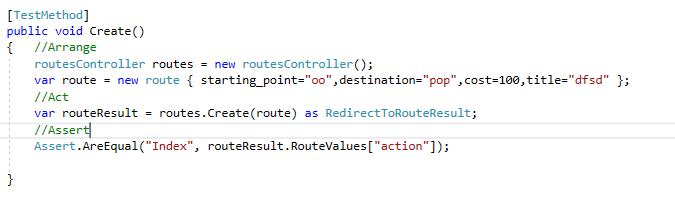 [TestMethod]
public void Create()
{   //Arrange
    routesController routes = new routesController();
    var route = new route { starting_point="oo",destination="pop",cost=100,title="dfsd" };
    //Act
    var routeResult = routes.Create(route) as RedirectToRouteResult;
    //Assert
    Assert.AreEqual("Index", routeResult.RouteValues["action"]);
}